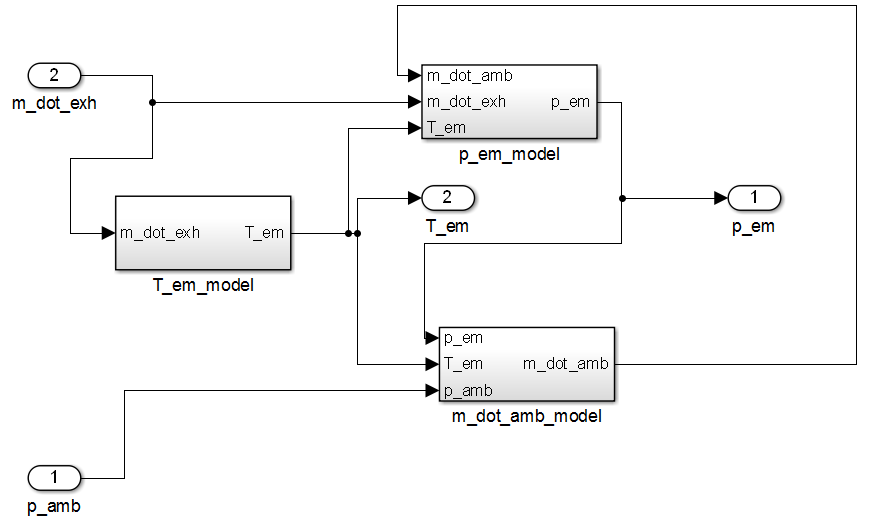 2
m_dot_exh
m_dot_amb
m_dot_exh
p_em
T_em
p_em_model
m_dot_exh
T_em
T_em_model
2
T_em
1
p_em
p_em
T_em
m_dot_amb
p_amb
m_dot_amb_model
1
p_amb